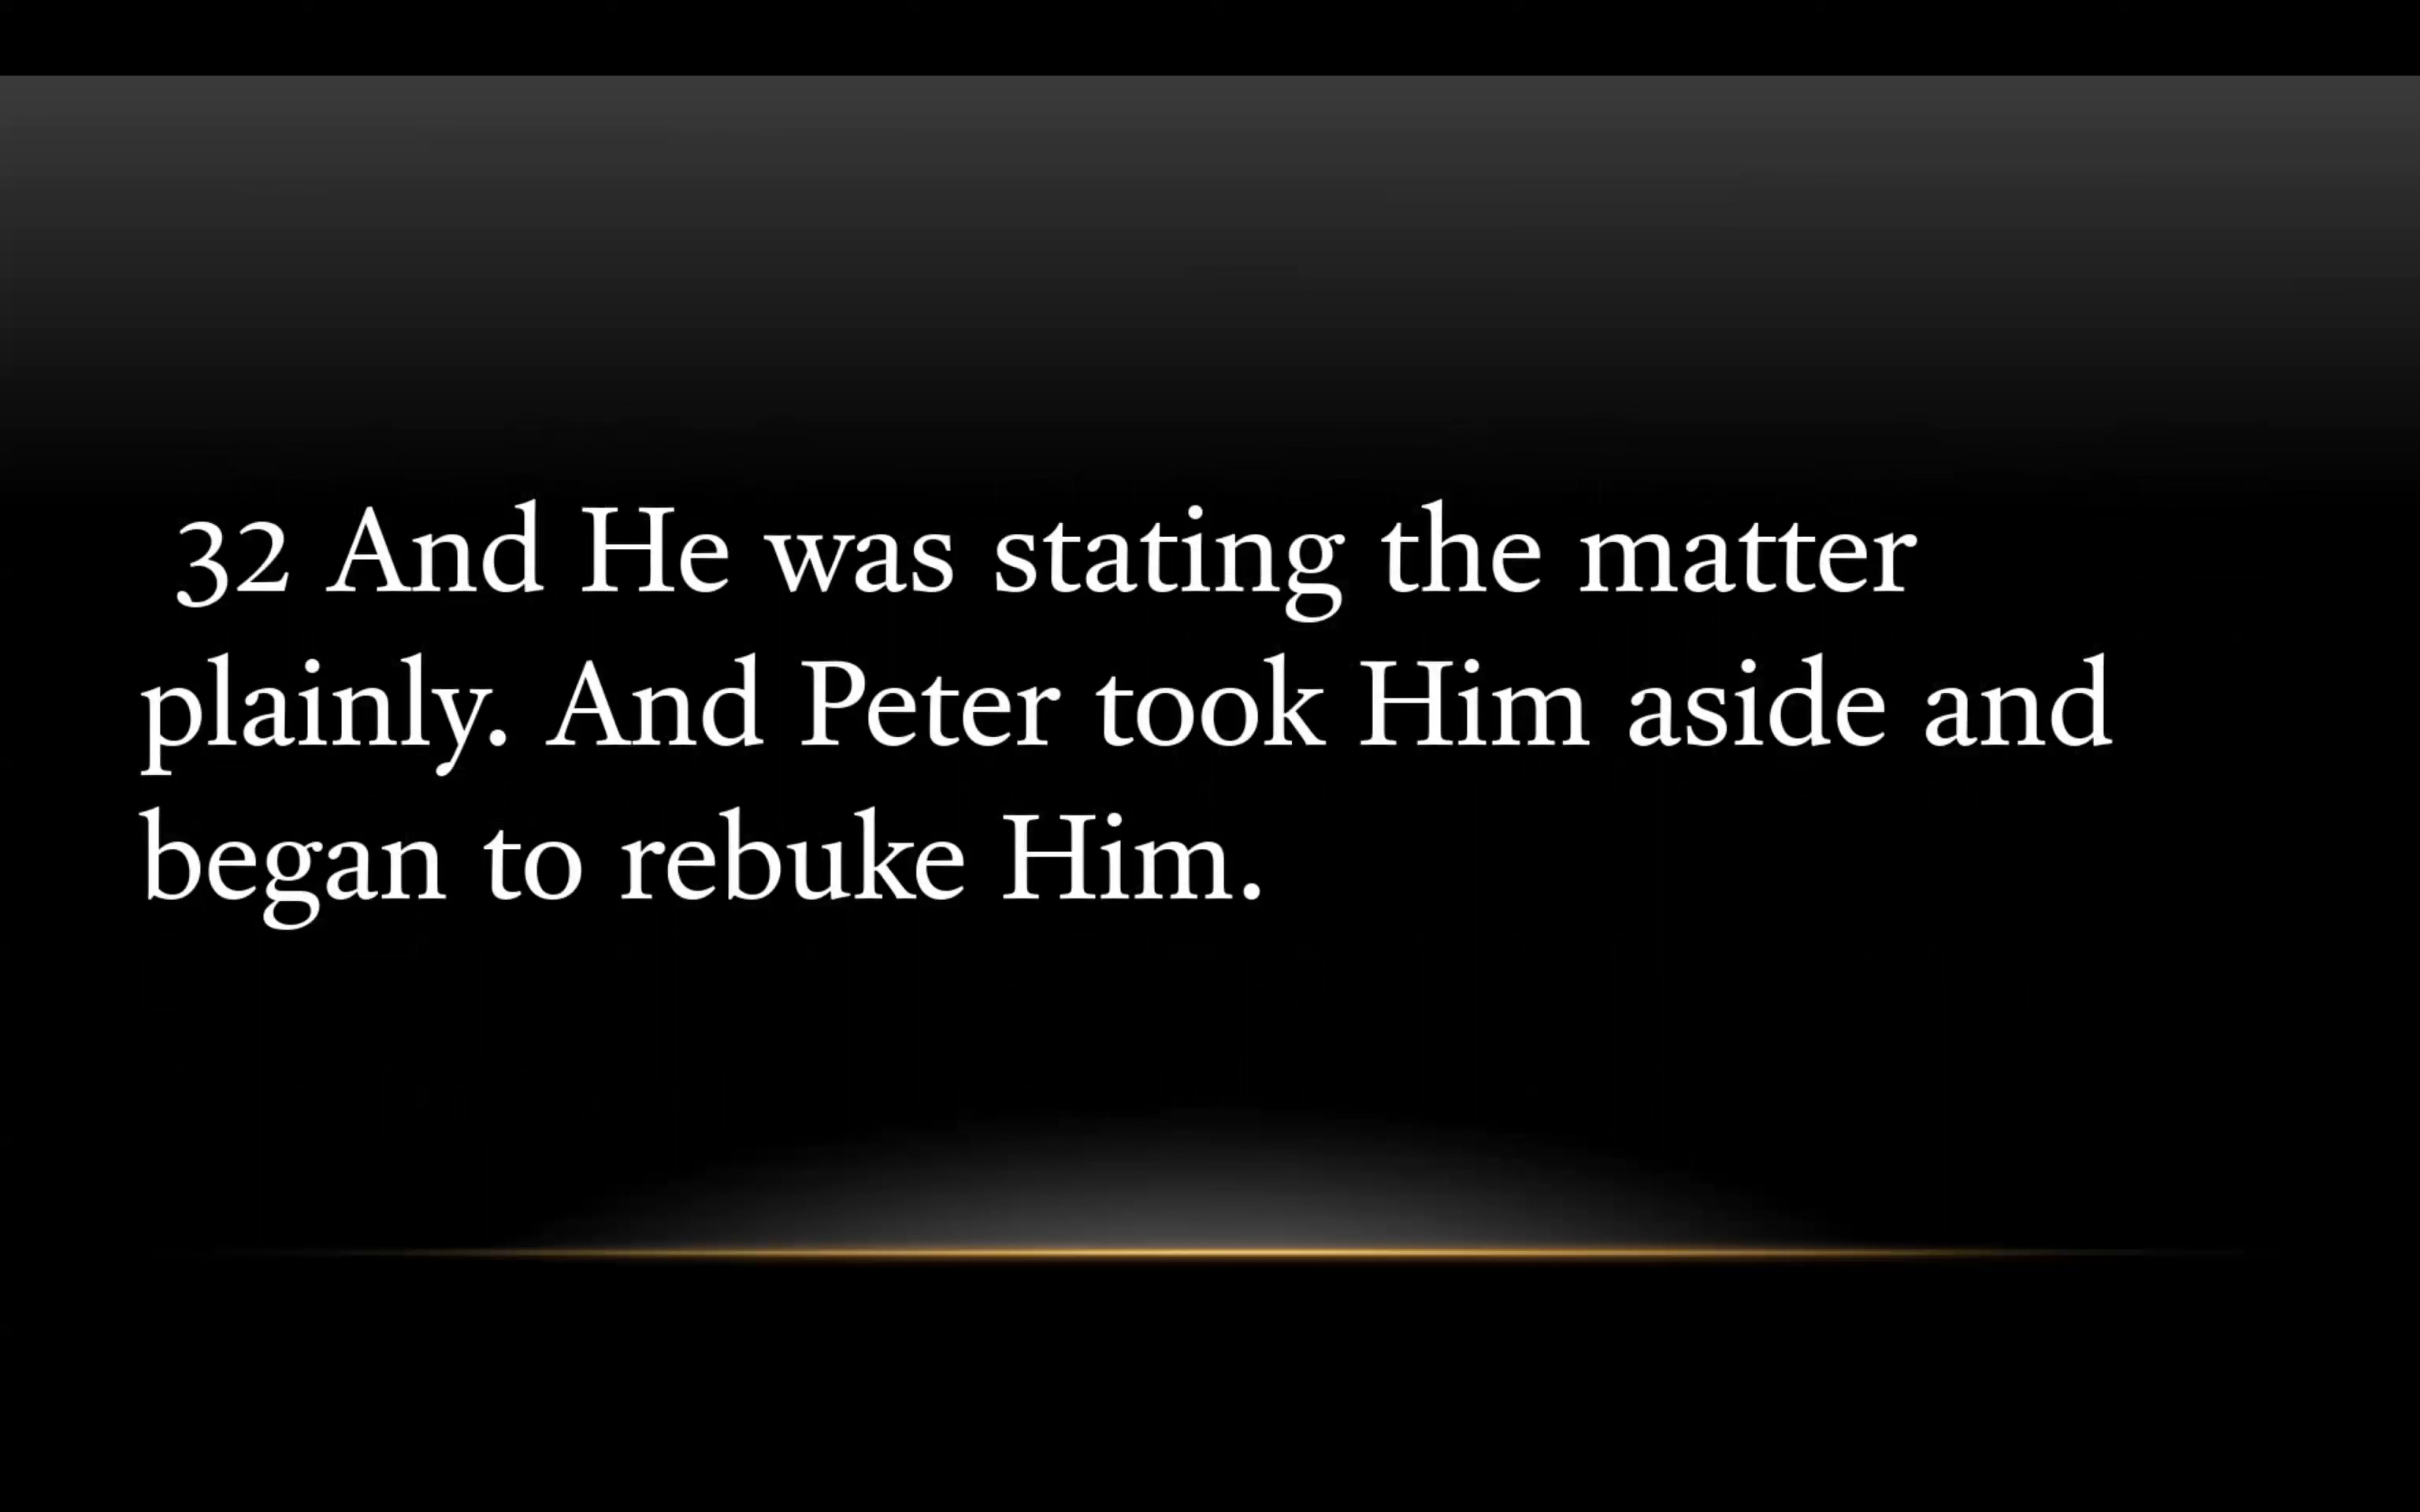 32 And He was stating the matter
plainly. And Peter took Him aside and
began to rebuke Him.